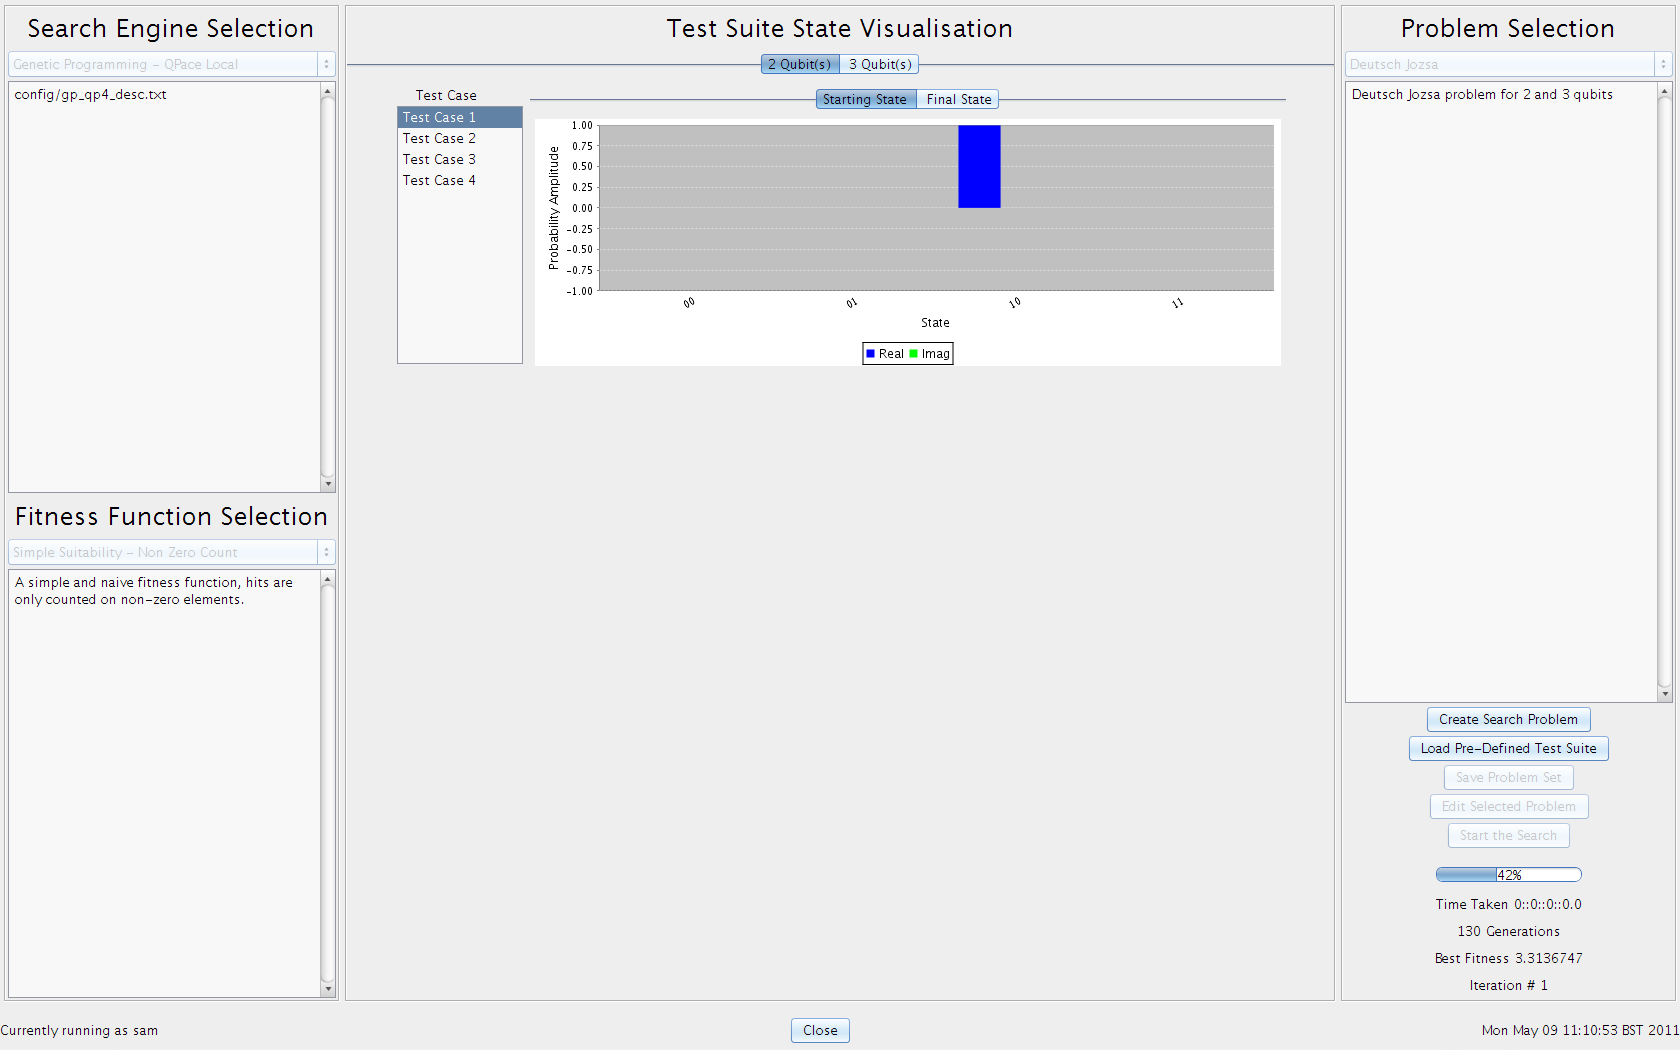 Search Engine Selection
Genetic Programming - QPace Local
config/gp_qp4_desc.txt
Fitness Function Selection
Simple Suitability - Non Zero Count
A simple and naive fitness function, hits are
only counted on non-zero elements.
Test Suite State Visualisation
2 Qubit(s) 3 Qubit(s)
Test Case
Test Case 1
Test Case 2
Test Case 3
Test Case 4
Starting State Final State
Probability Amplitude
1.00
0.75
0.50
0.25
0.00
-0.25
-0.50
-0.75
-1.00
00 01 10 11
State
Real Imag
Problem Selection
Deutsch Jozsa
Deutsch Jozsa problem for 2 and 3 qubits
Create Search Problem
Load Pre-Defined Test Suite
Save Problem Set
Edit Selected Problem
Start the Search
42%
Time Taken 0::0::0::0.0
130 Generations
Best Fitness 3.3136747
Iteration # 1
Currently running as sam
Close
Mon May 09 11:10:53 BST 2011